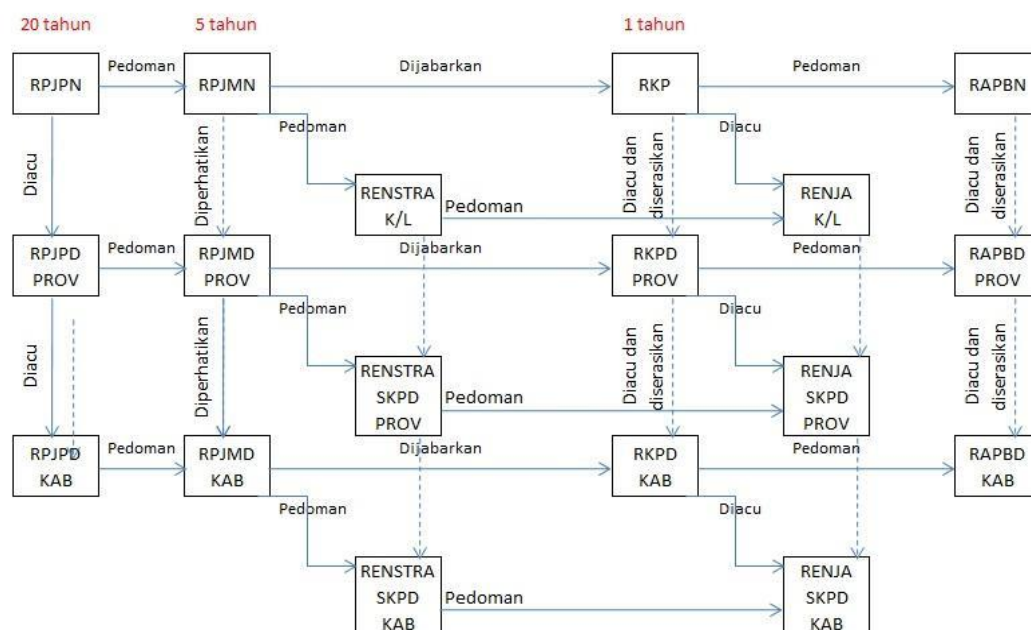 20 tahun
5 tahun
1 tahun
RPJPN
Pedoman
RPJMN
Dijabarkan
RKP
Pedoman
RAPBN
Diacu
Diperhatikan
Pedoman
Diacu dan
diserasikan
Diacu
Diacu dan
diserasikan
RENSTRA
K/L
Pedoman
RENJA
K/L
RPJPD
PROV
Pedoman
RPJMD
PROV
Dijabarkan
RKPD
PROV
Pedoman
RAPBD
PROV
Diacu
Diperhatikan
Pedoman
Diacu dan
diserasikan
Diacu
Diacu dan
diserasikan
RENSTRA
SKPD
PROV
Pedoman
RENJA
SKPD
PROV
RPJPD
KAB
Pedoman
RPJMD
KAB
Dijabarkan
RKPD
KAB
Pedoman
RAPBD
KAB
Pedoman
Diacu
RENSTRA
SKPD
KAB
Pedoman
RENJA
SKPD
KAB